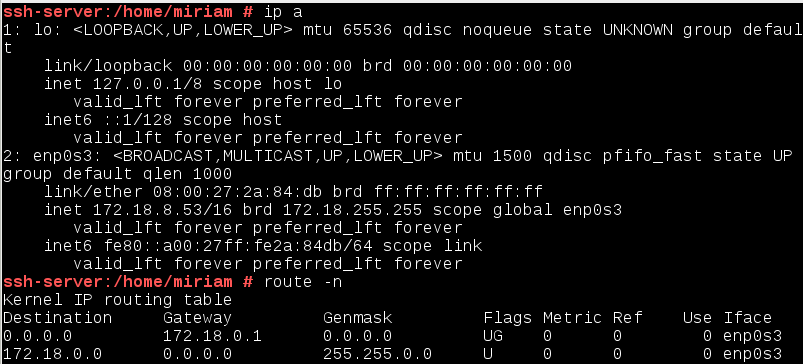 ssh-server:/home/miriam # ip a
1: lo: <LOOPBACK,UP,LOWER_UP> mtu 65536 qdisc noqueue state UNKNOWN group defaul
t
    link/loopback 00:00:00:00:00:00 brd 00:00:00:00:00:00
    inet 127.0.0.1/8 scope host lo
       valid_lft forever preferred_lft forever
    inet6 ::1/128 scope host
       valid_lft forever preferred_lft forever
2: enp0s3: <BROADCAST,MULTICAST,UP,LOWER_UP> mtu 1500 qdisc pfifo_fast state UP
group default qlen 1000
    link/ether 08:00:27:2a:84:db brd ff:ff:ff:ff:ff:ff
    inet 172.18.8.53/16 brd 172.18.255.255 scope global enp0s3
       valid_lft forever preferred_lft forever
    inet6 fe80::a00:27ff:fe2a:84db/64 scope link
       valid_lft forever preferred_lft forever
ssh-server:/home/miriam # route -n
Kernel IP routing table
Destination     Gateway         Genmask         Flags Metric Ref    Use Iface
0.0.0.0         172.18.0.1      0.0.0.0         UG    0      0        0 enp0s3
172.18.0.0      0.0.0.0         255.255.0.0     U     0      0        0 enp0s3